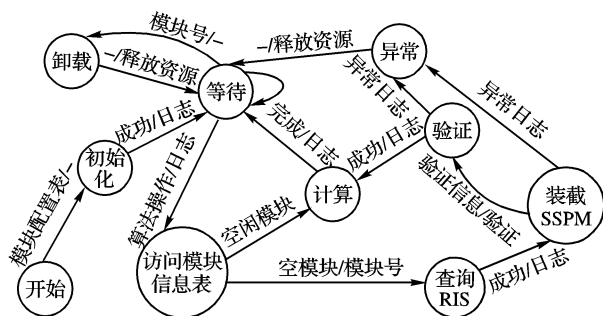 模块号/-
卸载
-/释放资源
-/释放资源
异常
等待
异常日志
异常日志
成功/日志
完成/日志
成功/日志
验证
初始
化
算法操作/日志
计算
验证信息/验证
装截
SSPM
模块配置表/-
空闲模块
访问模块
信息表
空模块/模块号
查询
RIS
成功/日志
开始